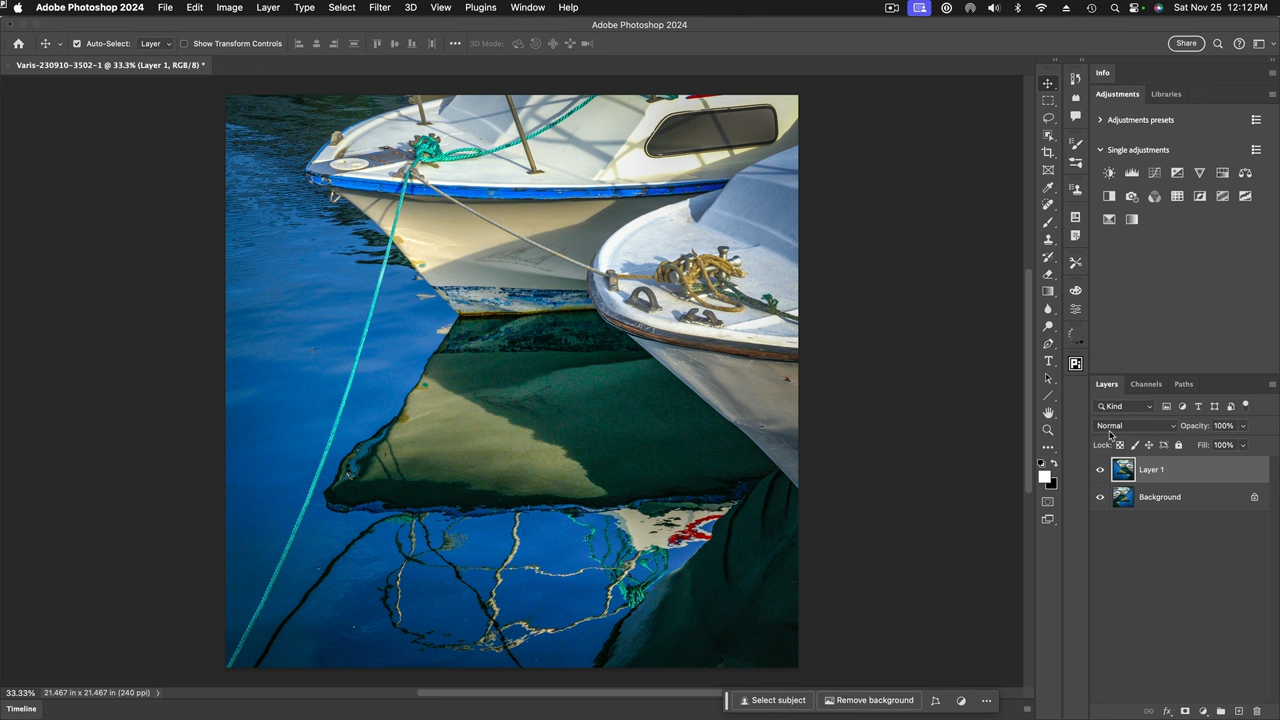 Adobe Photoshop 2024 File Edit Image Layer Type Select Filter 3D View Plugins Window Help Sat Nov 25 12:12 PM
Adobe Photoshop 2024
Auto-Select: Layer Show Transform Controls 3D Mode: Share
Varis-230910-3502-1 @ 33.3% (Layer 1, RGB/8) *
Info
Adjustments Libraries
Adjustments presets
Single adjustments
Layers Channels Paths
Kind
Normal Opacity: 100%
Lock: Fill: 100%
Layer 1
Background
33.33% 21.467 in x 21.467 in (240 ppi)
Select subject Remove background
Timeline